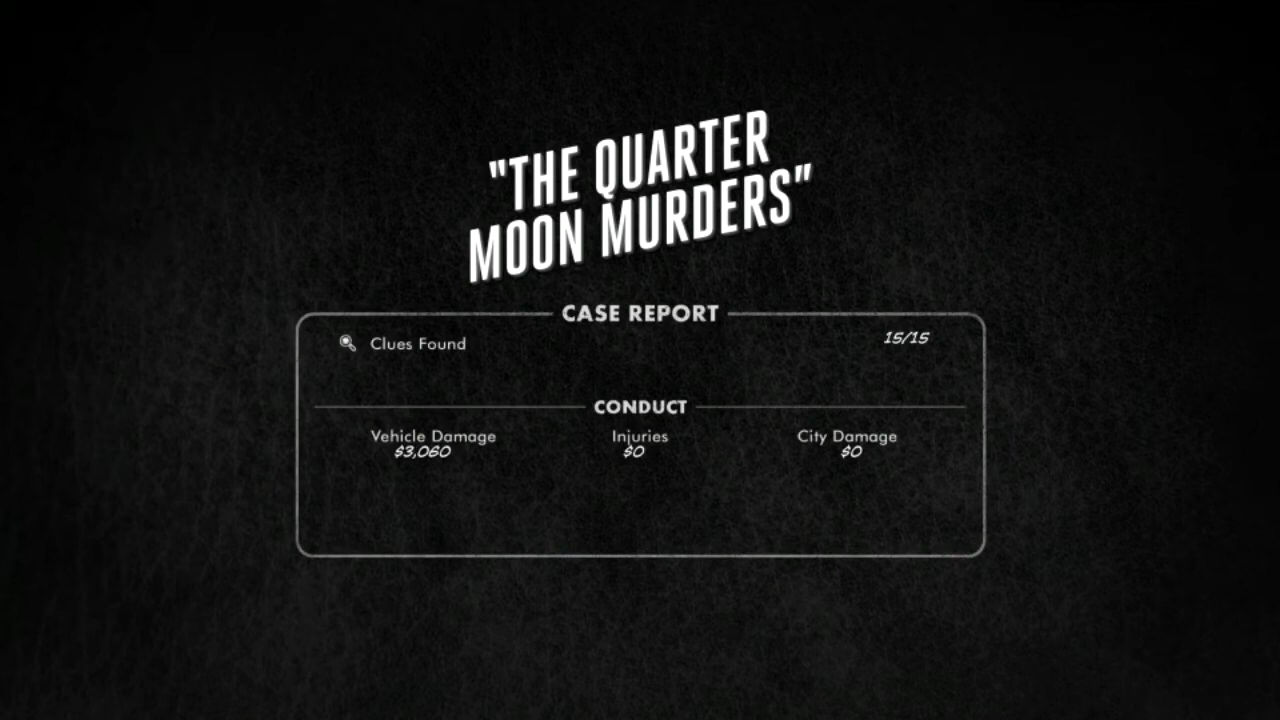 "THE QUARTER
MOON MURDERS"
CASE REPORT
Clues Found 15/15
CONDUCT
Vehicle Damage Injuries City Damage
$3,060 $0 $0